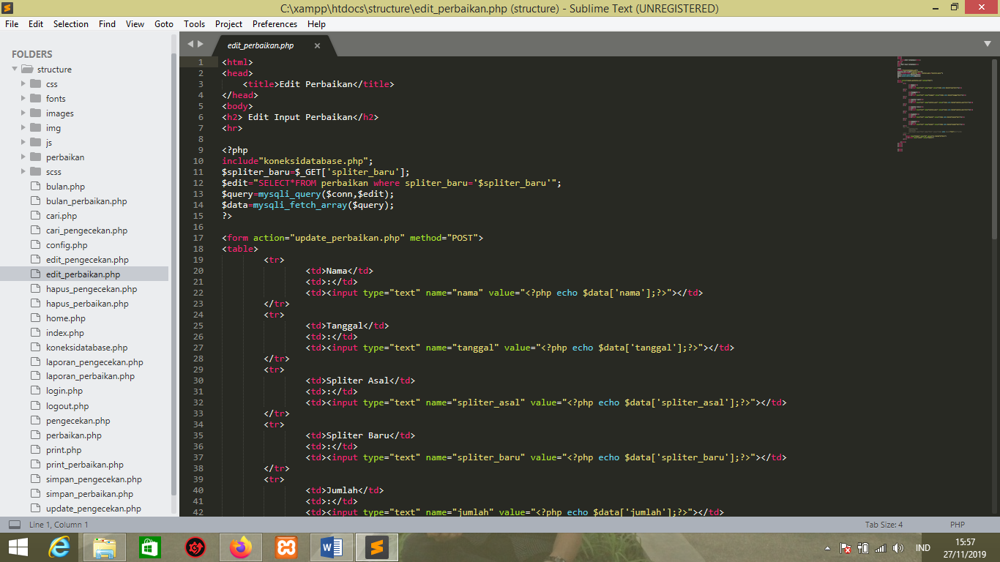 C:\xampp\htdocs\structure\edit_perbaikan.php (structure) - Sublime Text (UNREGISTERED)
File Edit Selection Find View Goto Tools Project Preferences Help
FOLDERS
structure
css
fonts
images
img
js
perbaikan
scss
bulan.php
bulan_perbaikan.php
cari.php
cari_pengecekan.php
config.php
edit_pengecekan.php
edit_perbaikan.php
hapus_pengecekan.php
hapus_perbaikan.php
home.php
index.php
koneksidatabase.php
laporan_pengecekan.php
laporan_perbaikan.php
login.php
logout.php
pengecekan.php
perbaikan.php
print.php
print_perbaikan.php
simpan_pengecekan.php
simpan_perbaikan.php
update_pengecekan.php
edit_perbaikan.php
1 <html>
2 <head>
3 <title>Edit Perbaikan</title>
4 </head>
5 <body>
6 <h2> Edit Input Perbaikan</h2>
7 <hr>
8
9 <?php
10 include"koneksidatabase.php";
11 $spliter_baru=$_GET['spliter_baru'];
12 $edit="SELECT*FROM perbaikan where spliter_baru='$spliter_baru'";
13 $query=mysqli_query($conn,$edit);
14 $data=mysqli_fetch_array($query);
15 ?>
16
17 <form action="update_perbaikan.php" method="POST">
18 <table>
19 <tr>
20 <td>Nama</td>
21 <td>:</td>
22 <td><input type="text" name="nama" value="<?php echo $data['nama'];?>"></td>
23 </tr>
24 <tr>
25 <td>Tanggal</td>
26 <td>:</td>
27 <td><input type="text" name="tanggal" value="<?php echo $data['tanggal'];?>"></td>
28 </tr>
29 <tr>
30 <td>Spliter Asal</td>
31 <td>:</td>
32 <td><input type="text" name="spliter_asal" value="<?php echo $data['spliter_asal'];?>"></td>
33 </tr>
34 <tr>
35 <td>Spliter Baru</td>
36 <td>:</td>
37 <td><input type="text" name="spliter_baru" value="<?php echo $data['spliter_baru'];?>"></td>
38 </tr>
39 <tr>
40 <td>Jumlah</td>
41 <td>:</td>
42 <td><input type="text" name="jumlah" value="<?php echo $data['jumlah'];?>"></td>
Line 1, Column 1
Tab Size: 4
PHP
IND
15:57
27/11/2019